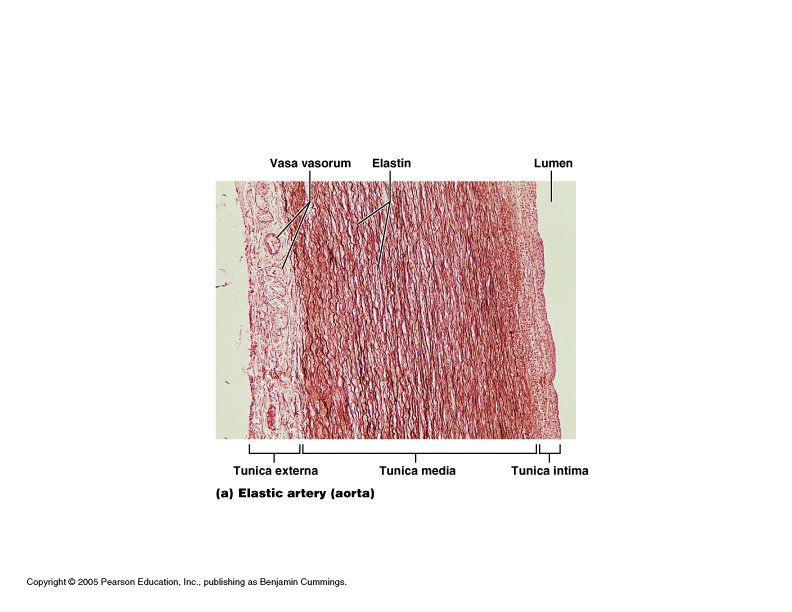 Vasa vasorum Elastin Lumen
Tunica externa Tunica media Tunica intima
(a) Elastic artery (aorta)
Copyright © 2005 Pearson Education, Inc., publishing as Benjamin Cummings.